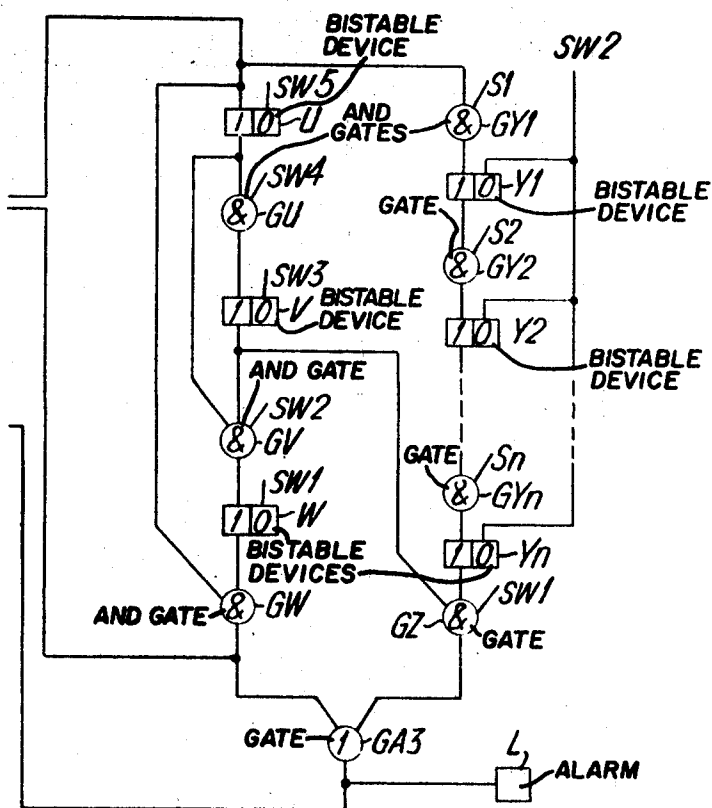 BISTABLE
DEVICE
SW2
SW5
1 0 U
AND
GATES
S1
& GY1
SW4
& GU
1 0 Y1
BISTABLE
DEVICE
GATE
S2
& GY2
SW3
1 0 V
BISTABLE
DEVICE
1 0 Y2
BISTABLE
DEVICE
AND GATE
SW2
& GV
GATE
Sn
& GYn
SW1
1 0 W
BISTABLE
DEVICES
1 0 Yn
AND GATE & GW
SW1
GZ & GATE
GATE 1 GA3
L
ALARM